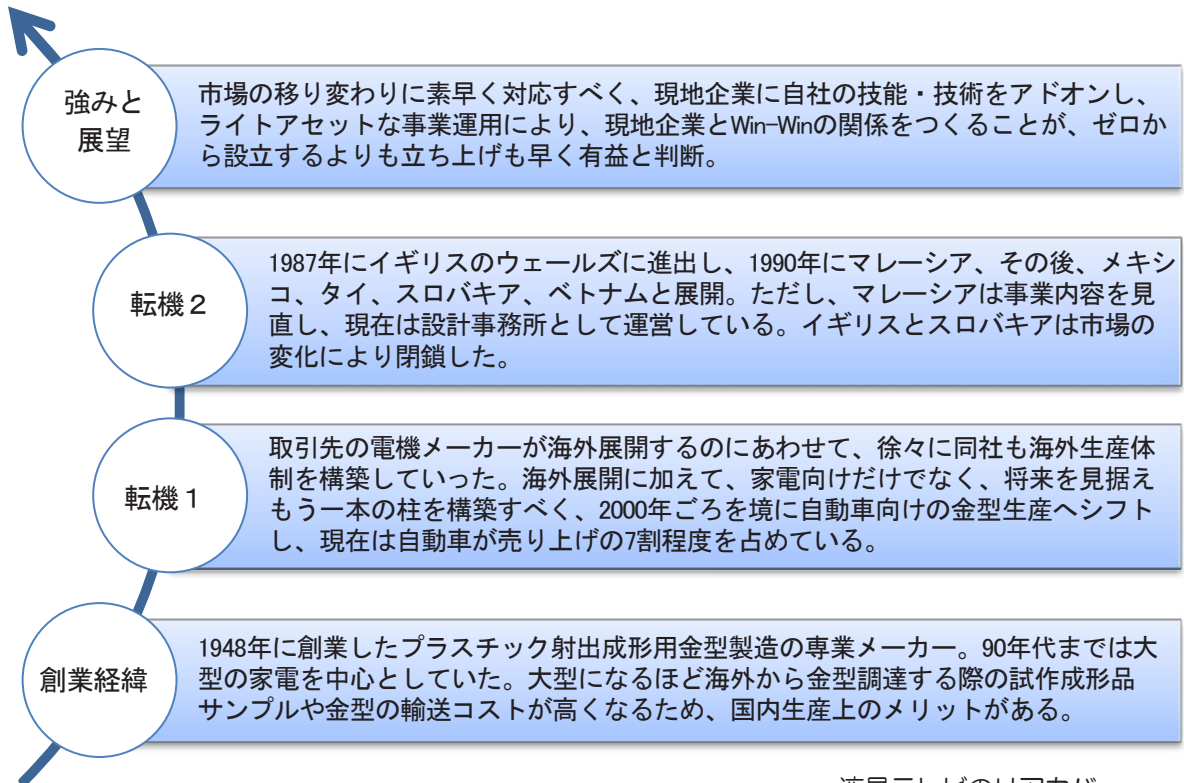 強みと
展望
市場の移り変わりに素早く対応すべく、現地企業に自社の技能・技術をアドオンし、
ライトアセットな事業運用により、現地企業とWin-Winの関係をつくることが、ゼロか
ら設立するよりも立ち上げも早く有益と判断。
転機２
1987年にイギリスのウェールズに進出し、1990年にマレーシア、その後、メキシ
コ、タイ、スロバキア、ベトナムと展開。ただし、マレーシアは事業内容を見
直し、現在は設計事務所として運営している。イギリスとスロバキアは市場の
変化により閉鎖した。
転機１
取引先の電機メーカーが海外展開するのにあわせて、徐々に同社も海外生産体
制を構築していった。海外展開に加えて、家電向けだけでなく、将来を見据え
もう一本の柱を構築すべく、2000年ごろを境に自動車向けの金型生産へシフト
し、現在は自動車が売り上げの7割程度を占めている。
創業経緯
1948年に創業したプラスチック射出成形用金型製造の専業メーカー。90年代までは大
型の家電を中心としていた。大型になるほど海外から金型調達する際の試作成形品
サンプルや金型の輸送コストが高くなるため、国内生産上のメリットがある。